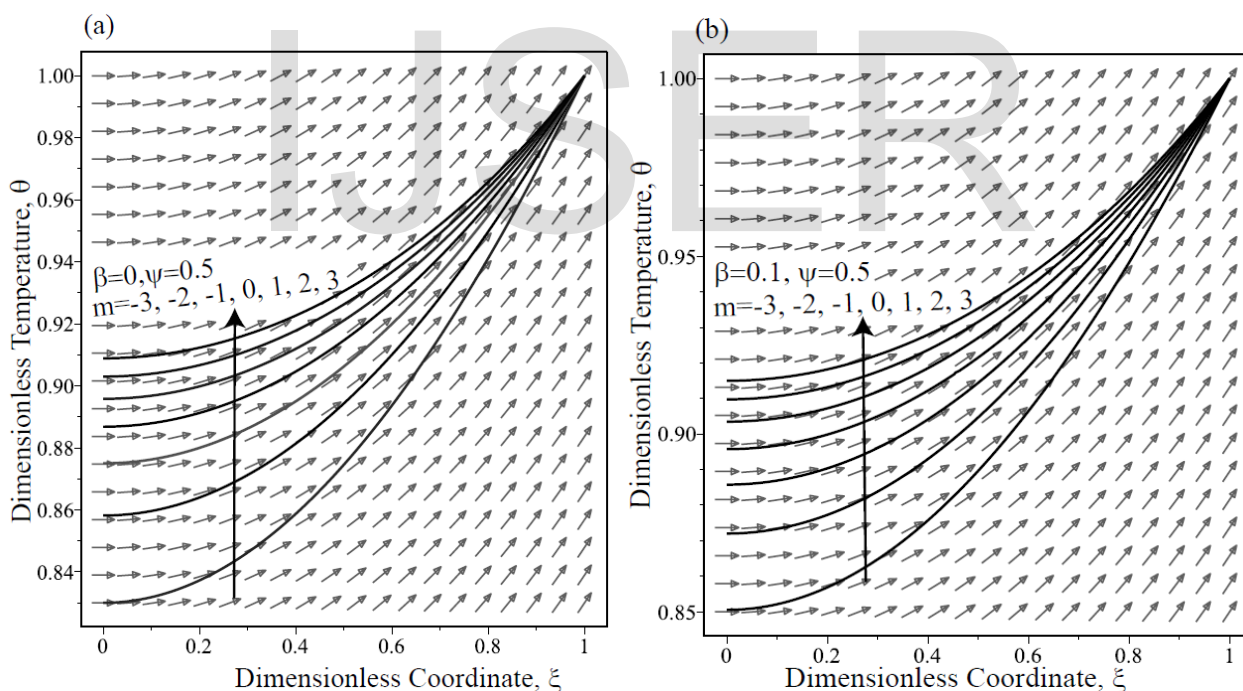 IJSER
(a)
1.00
0.98
0.96
0.94
0.92
0.90
0.88
0.86
0.84
Dimensionless Temperature, θ
β=0,ψ=0.5
m=-3, -2, -1, 0, 1, 2, 3
0
0.2
0.4
0.6
0.8
1
Dimensionless Coordinate, ξ
(b)
1.00
0.95
0.90
0.85
Dimensionless Temperature, θ
β=0.1, ψ=0.5
m=-3, -2, -1, 0, 1, 2, 3
0
0.2
0.4
0.6
0.8
1
Dimensionless Coordinate, ξ